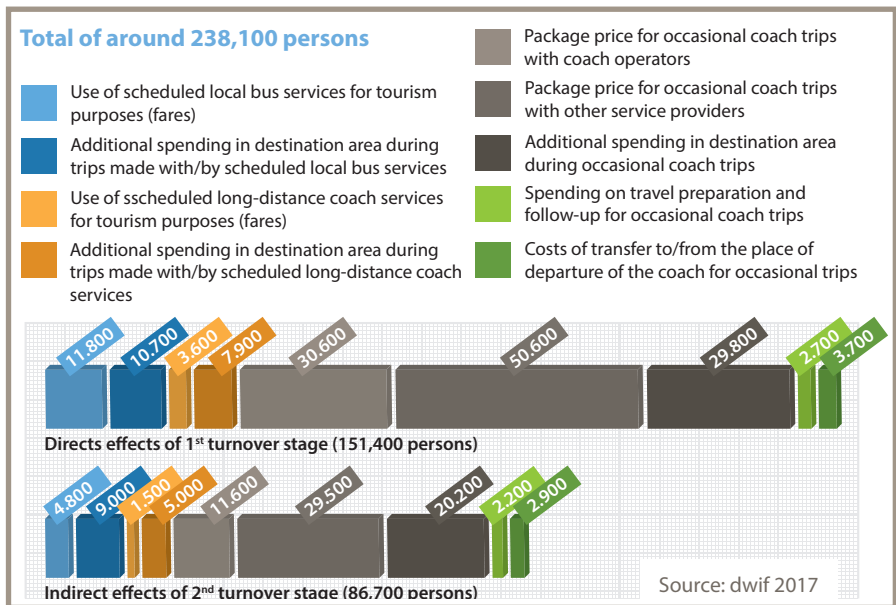 Total of around 238,100 persons
Use of scheduled local bus services for tourism
purposes (fares)
Additional spending in destination area during
trips made with/by scheduled local bus services
Use of sscheduled long-distance coach services
for tourism purposes (fares)
Additional spending in destination area during
trips made with/by scheduled long-distance coach
services
Package price for occasional coach trips
with coach operators
Package price for occasional coach trips
with other service providers
Additional spending in destination area
during occasional coach trips
Spending on travel preparation and
follow-up for occasional coach trips
Costs of transfer to/from the place of
departure of the coach for occasional trips
11.800 10.700 3.600 7.900 30.600 50.600 29.800 2.700 3.700
Directs effects of 1st turnover stage (151,400 persons)
4.800 9.000 1.500 5.000 11.600 29.500 20.200 2.200 2.900
Indirect effects of 2nd turnover stage (86,700 persons)
Source: dwif 2017